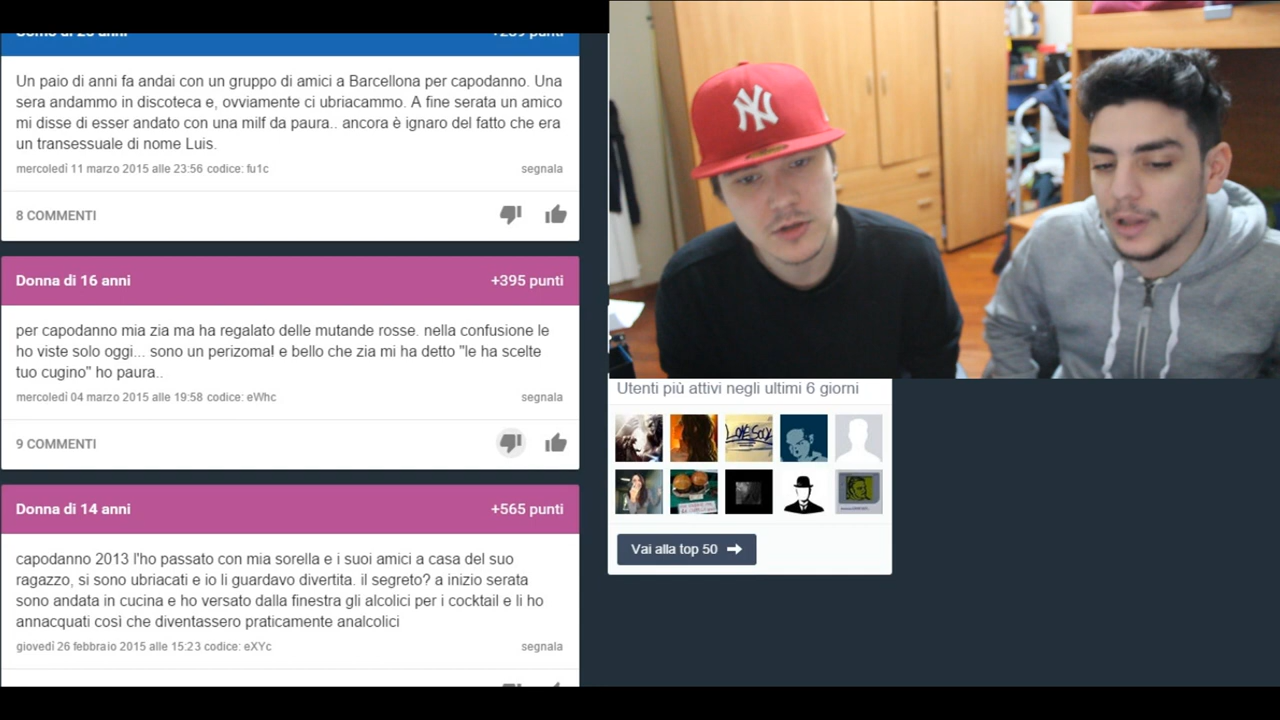 Uomo di 23 anni +289 punti
Un paio di anni fa andai con un gruppo di amici a Barcellona per capodanno. Una
sera andammo in discoteca e, ovviamente ci ubriacammo. A fine serata un amico
mi disse di esser andato con una milf da paura.. ancora è ignaro del fatto che era
un transessuale di nome Luis.
mercoledì 11 marzo 2015 alle 23:56 codice: fu1c segnala
8 COMMENTI
Donna di 16 anni +395 punti
per capodanno mia zia ma ha regalato delle mutande rosse. nella confusione le
ho viste solo oggi... sono un perizoma! e bello che zia mi ha detto "le ha scelte
tuo cugino" ho paura..
mercoledì 04 marzo 2015 alle 19:58 codice: eWhc segnala
9 COMMENTI
Donna di 14 anni +565 punti
capodanno 2013 l'ho passato con mia sorella e i suoi amici a casa del suo
ragazzo, si sono ubriacati e io li guardavo divertita. il segreto? a inizio serata
sono andata in cucina e ho versato dalla finestra gli alcolici per i cocktail e li ho
annacquati così che diventassero praticamente analcolici
giovedì 26 febbraio 2015 alle 15:23 codice: eXYc segnala
NY
Utenti più attivi negli ultimi 6 giorni
Vai alla top 50